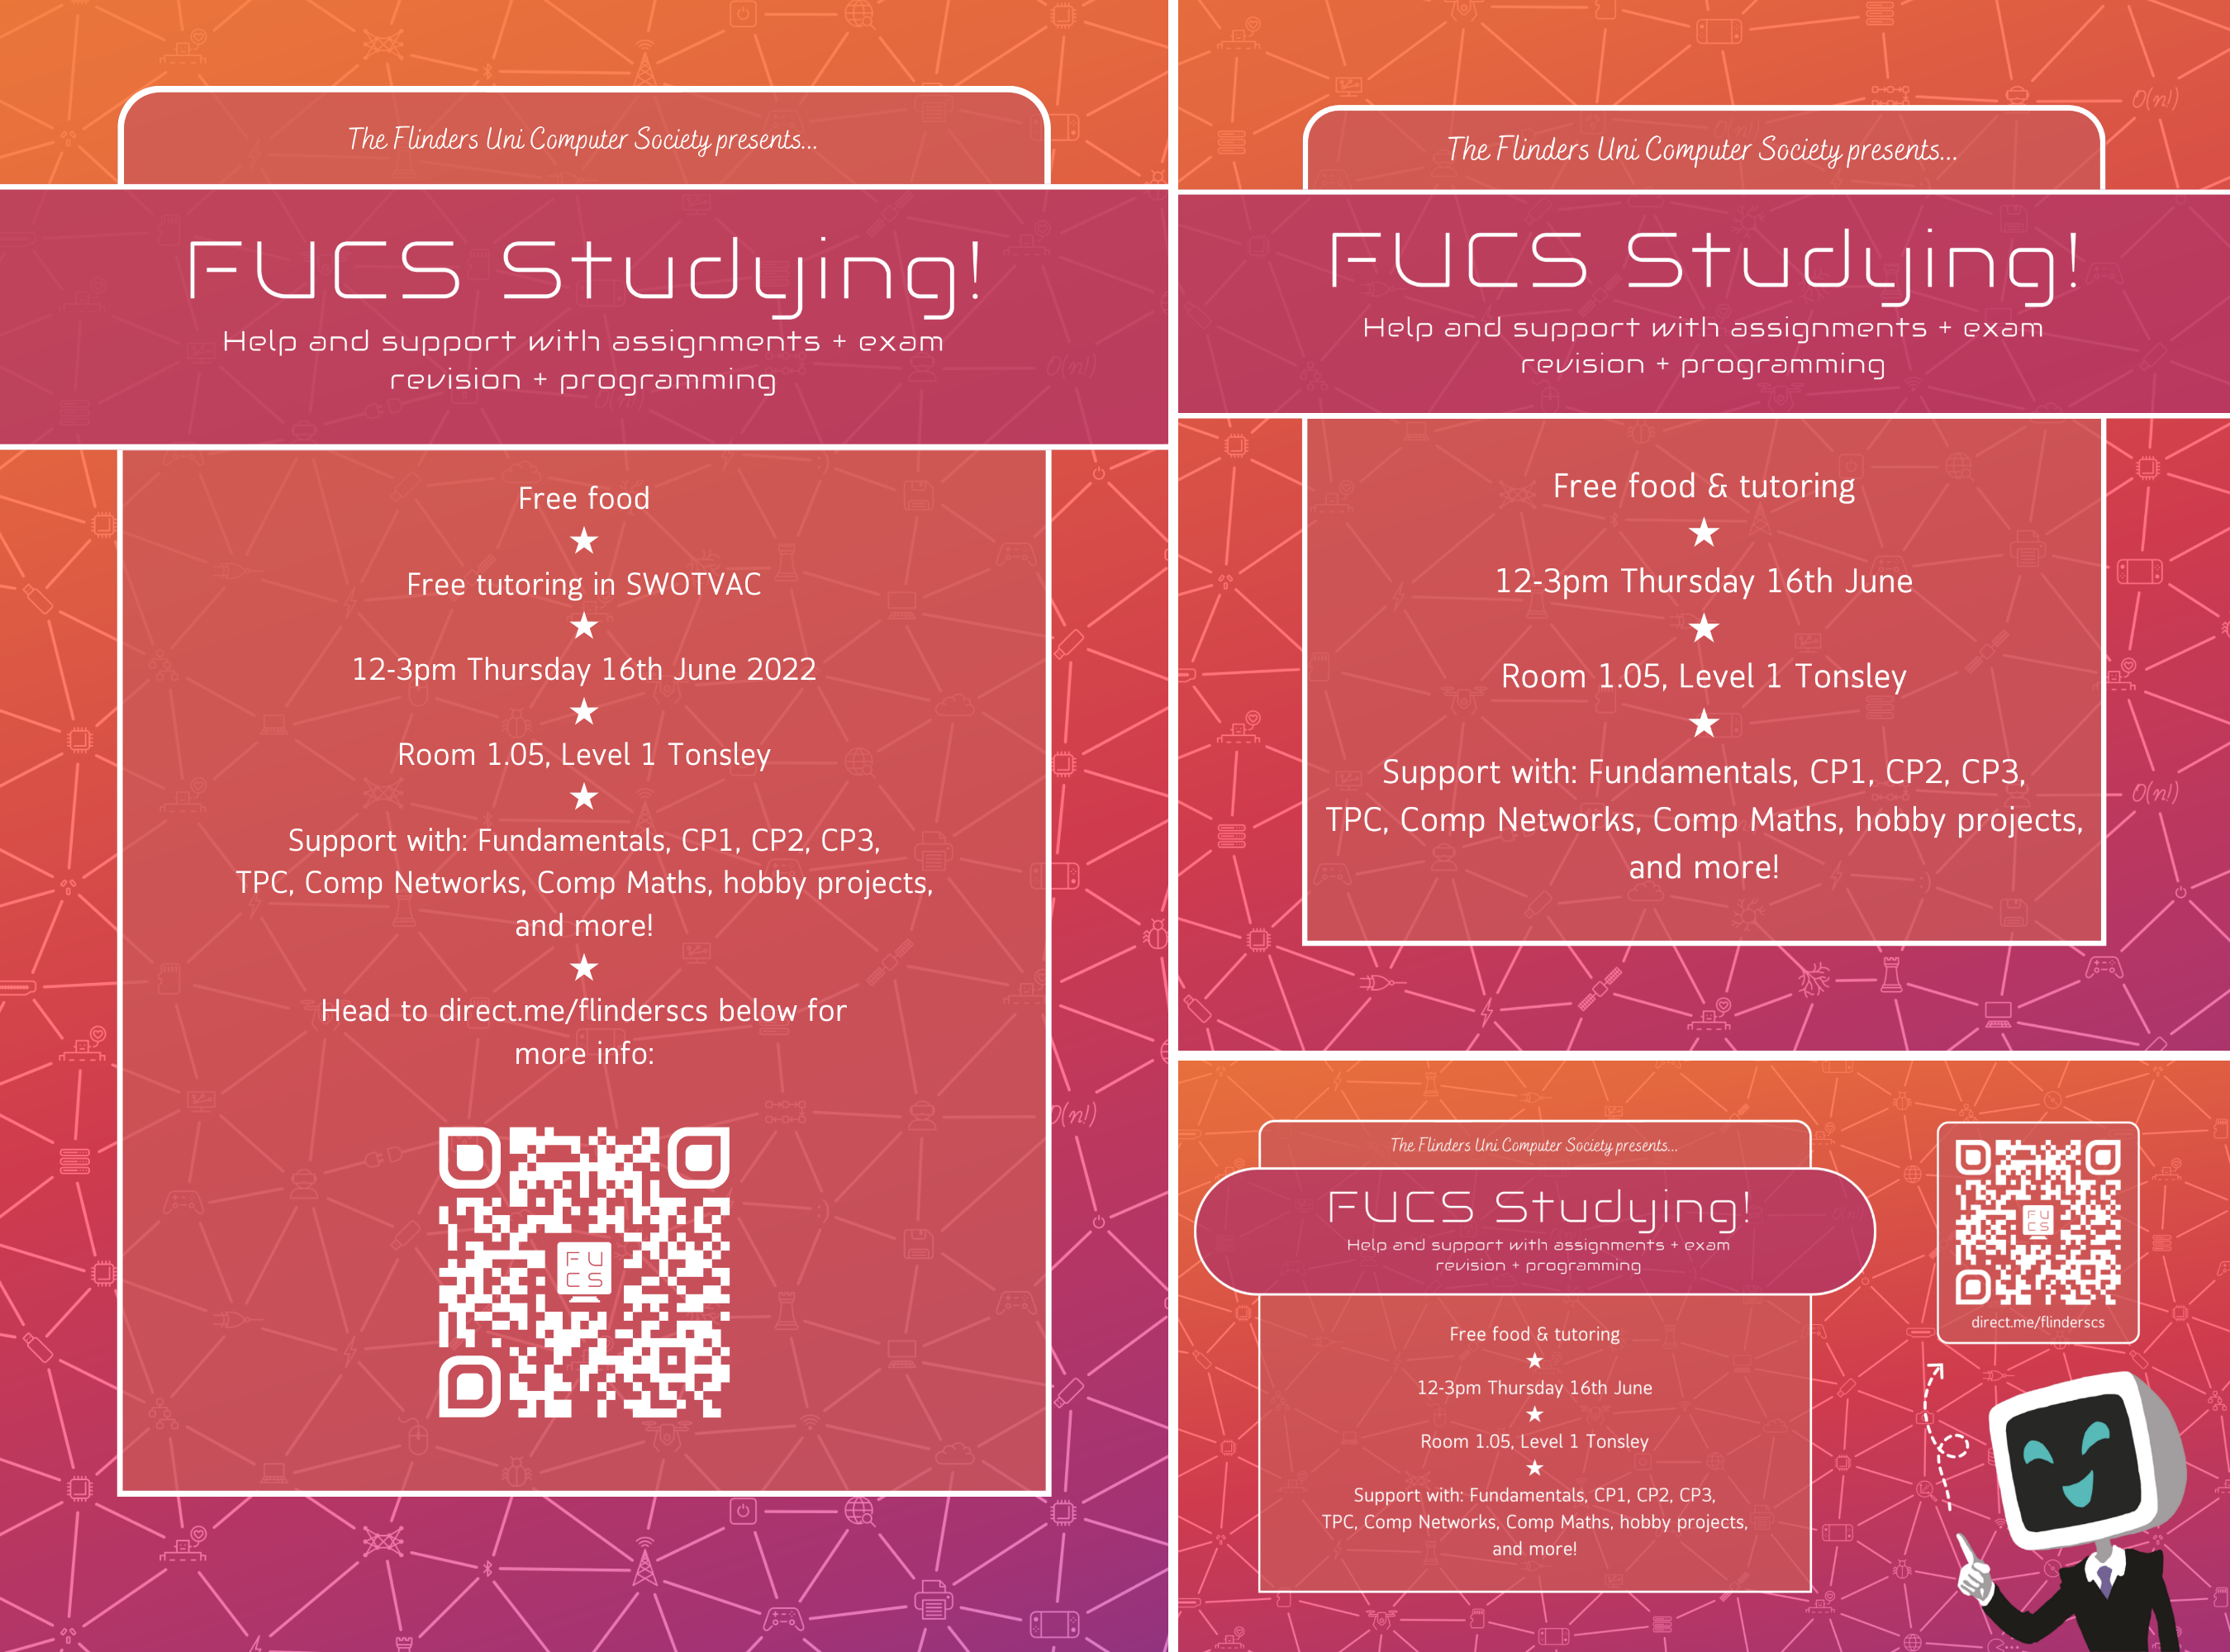 The Flinders Uni Computer Society presents...
FUCS Studying!
Help and support with assignments + exam
revision + programming
Free food
★
Free tutoring in SWOTVAC
★
12-3pm Thursday 16th June 2022
★
Room 1.05, Level 1 Tonsley
★
Support with: Fundamentals, CP1, CP2, CP3,
TPC, Comp Networks, Comp Maths, hobby projects,
and more!
★
Head to direct.me/flinderscs below for
more info:
FU
CS
O(n!)
O(n!)
The Flinders Uni Computer Society presents...
FUCS Studying!
Help and support with assignments + exam
revision + programming
Free food & tutoring
★
12-3pm Thursday 16th June
★
Room 1.05, Level 1 Tonsley
★
Support with: Fundamentals, CP1, CP2, CP3,
TPC, Comp Networks, Comp Maths, hobby projects,
and more!
O(n!)
O(n!)
The Flinders Uni Computer Society presents...
FUCS Studying!
Help and support with assignments + exam
revision + programming
Free food & tutoring
★
12-3pm Thursday 16th June
★
Room 1.05, Level 1 Tonsley
★
Support with: Fundamentals, CP1, CP2, CP3,
TPC, Comp Networks, Comp Maths, hobby projects,
and more!
FU
CS
direct.me/flinderscs